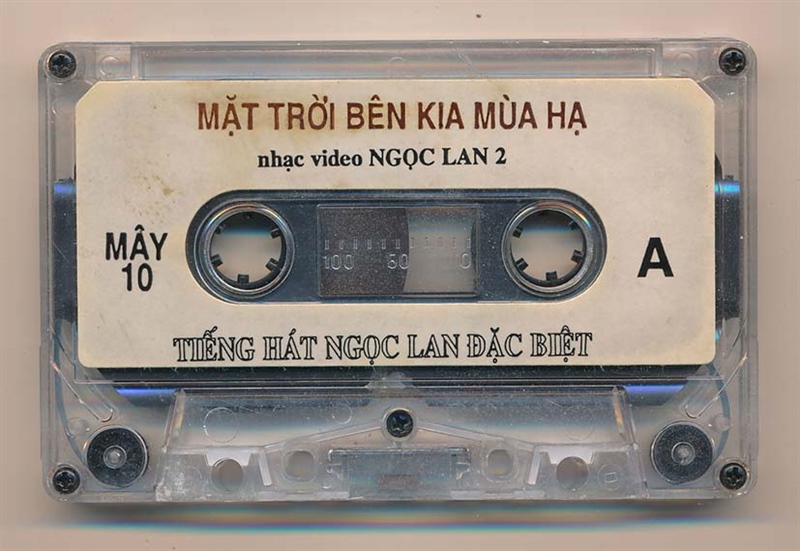 MẶT TRỜI BÊN KIA MÙA HẠ
nhạc video NGỌC LAN 2
MÂY
10
A
100 50 0
TIẾNG HÁT NGỌC LAN ĐẶC BIỆT